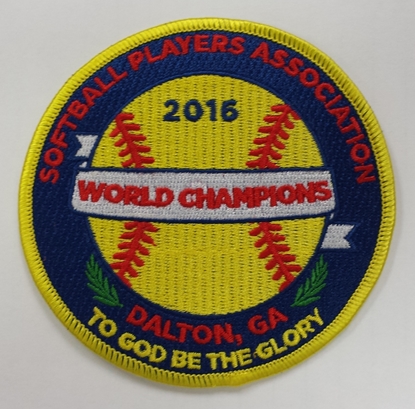 SOFTBALL PLAYERS ASSOCIATION
2016
WORLD CHAMPIONS
DALTON, GA
TO GOD BE THE GLORY